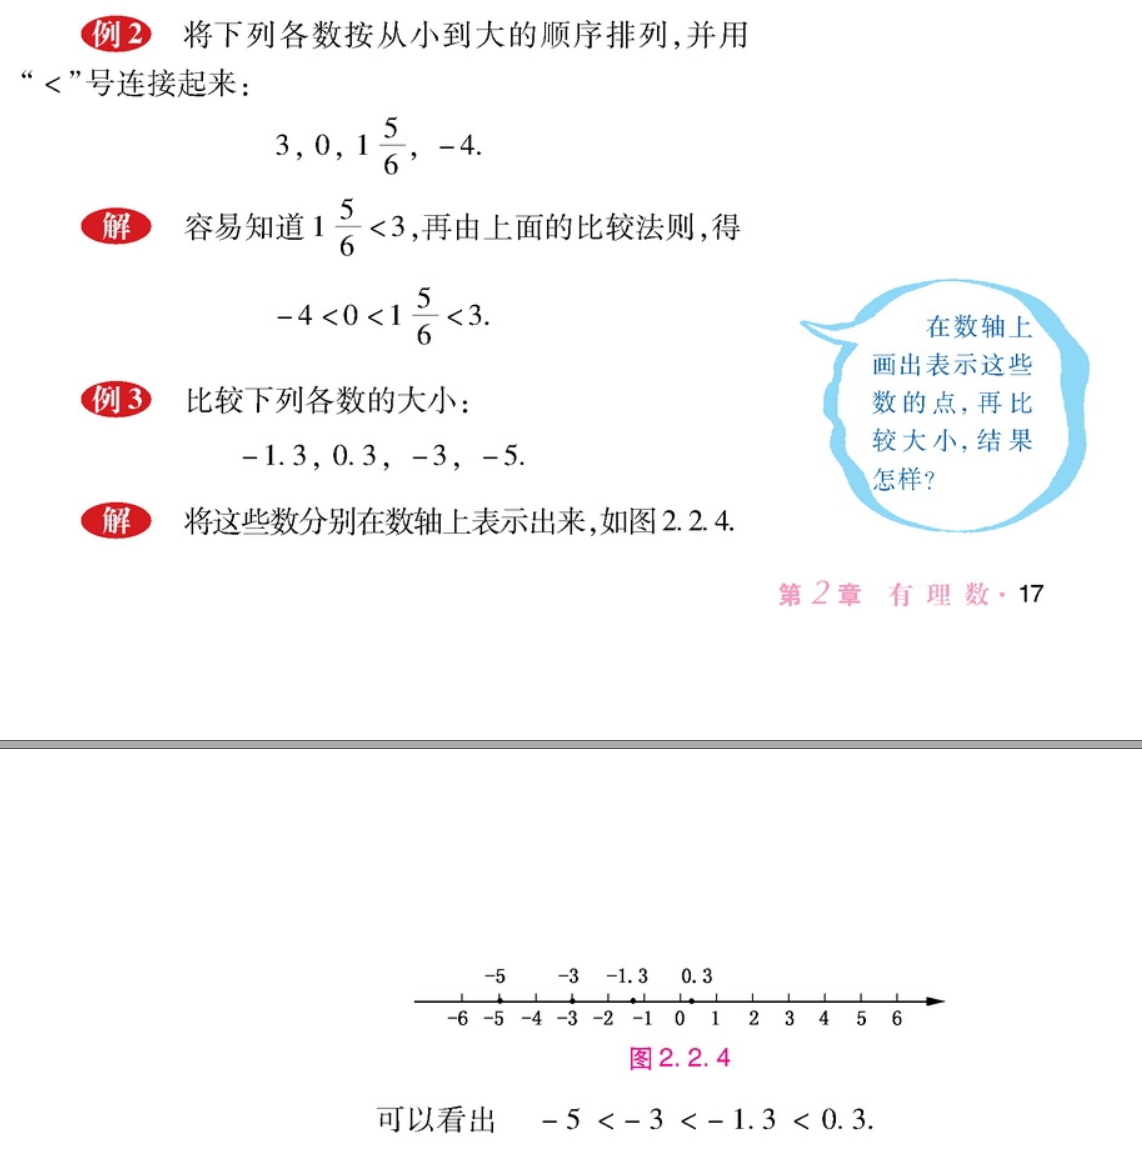 例2 将下列各数按从小到大的顺序排列,并用
“<”号连接起来:
3, 0, 1 5/6, -4.
解 容易知道 1 5/6 <3,再由上面的比较法则,得
-4<0<1 5/6 <3.
在数轴上
画出表示这些
数的点,再比
较大小,结果
怎样?
例3 比较下列各数的大小:
-1.3, 0.3, -3, -5.
解 将这些数分别在数轴上表示出来,如图2.2.4.
第2章 有理数·17
-5 -3 -1.3 0.3
-6 -5 -4 -3 -2 -1 0 1 2 3 4 5 6
图2.2.4
可以看出 -5 <-3 <-1.3 < 0.3.